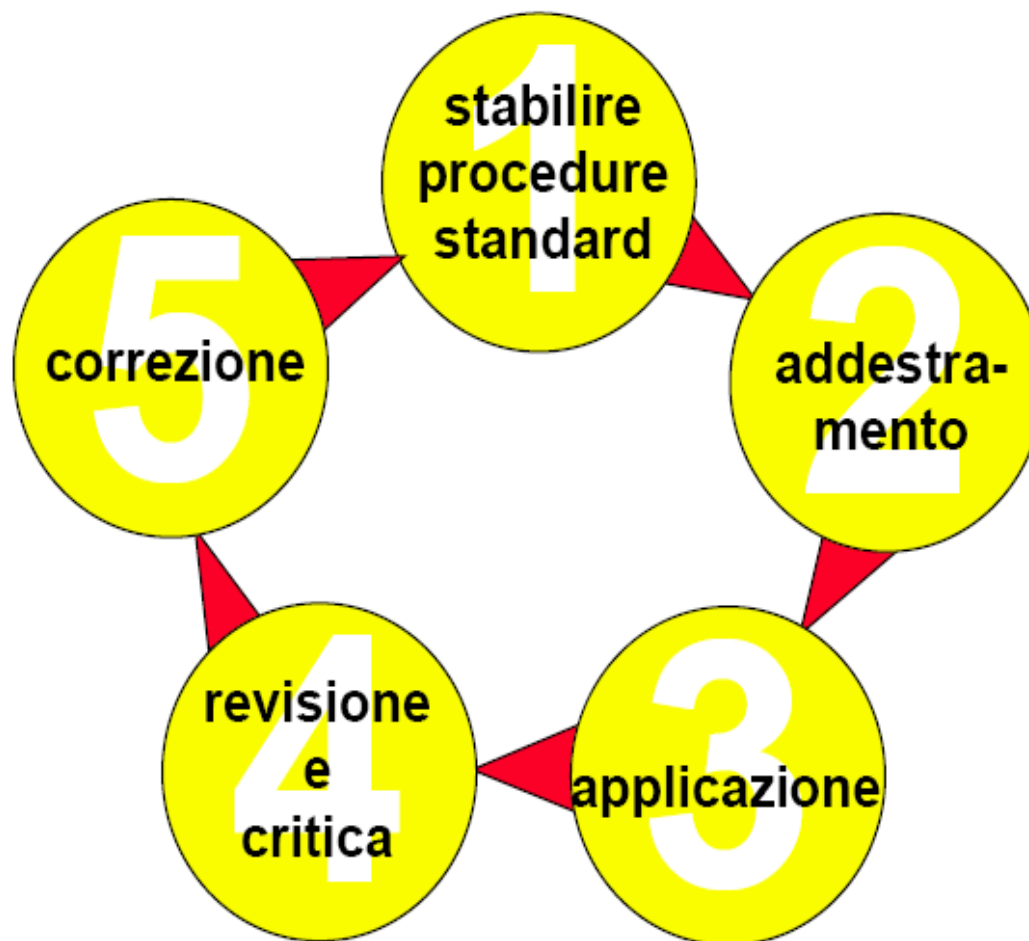 1
stabilire
procedure
standard
2
addestra-
mento
3
applicazione
4
revisione
e
critica
5
correzione